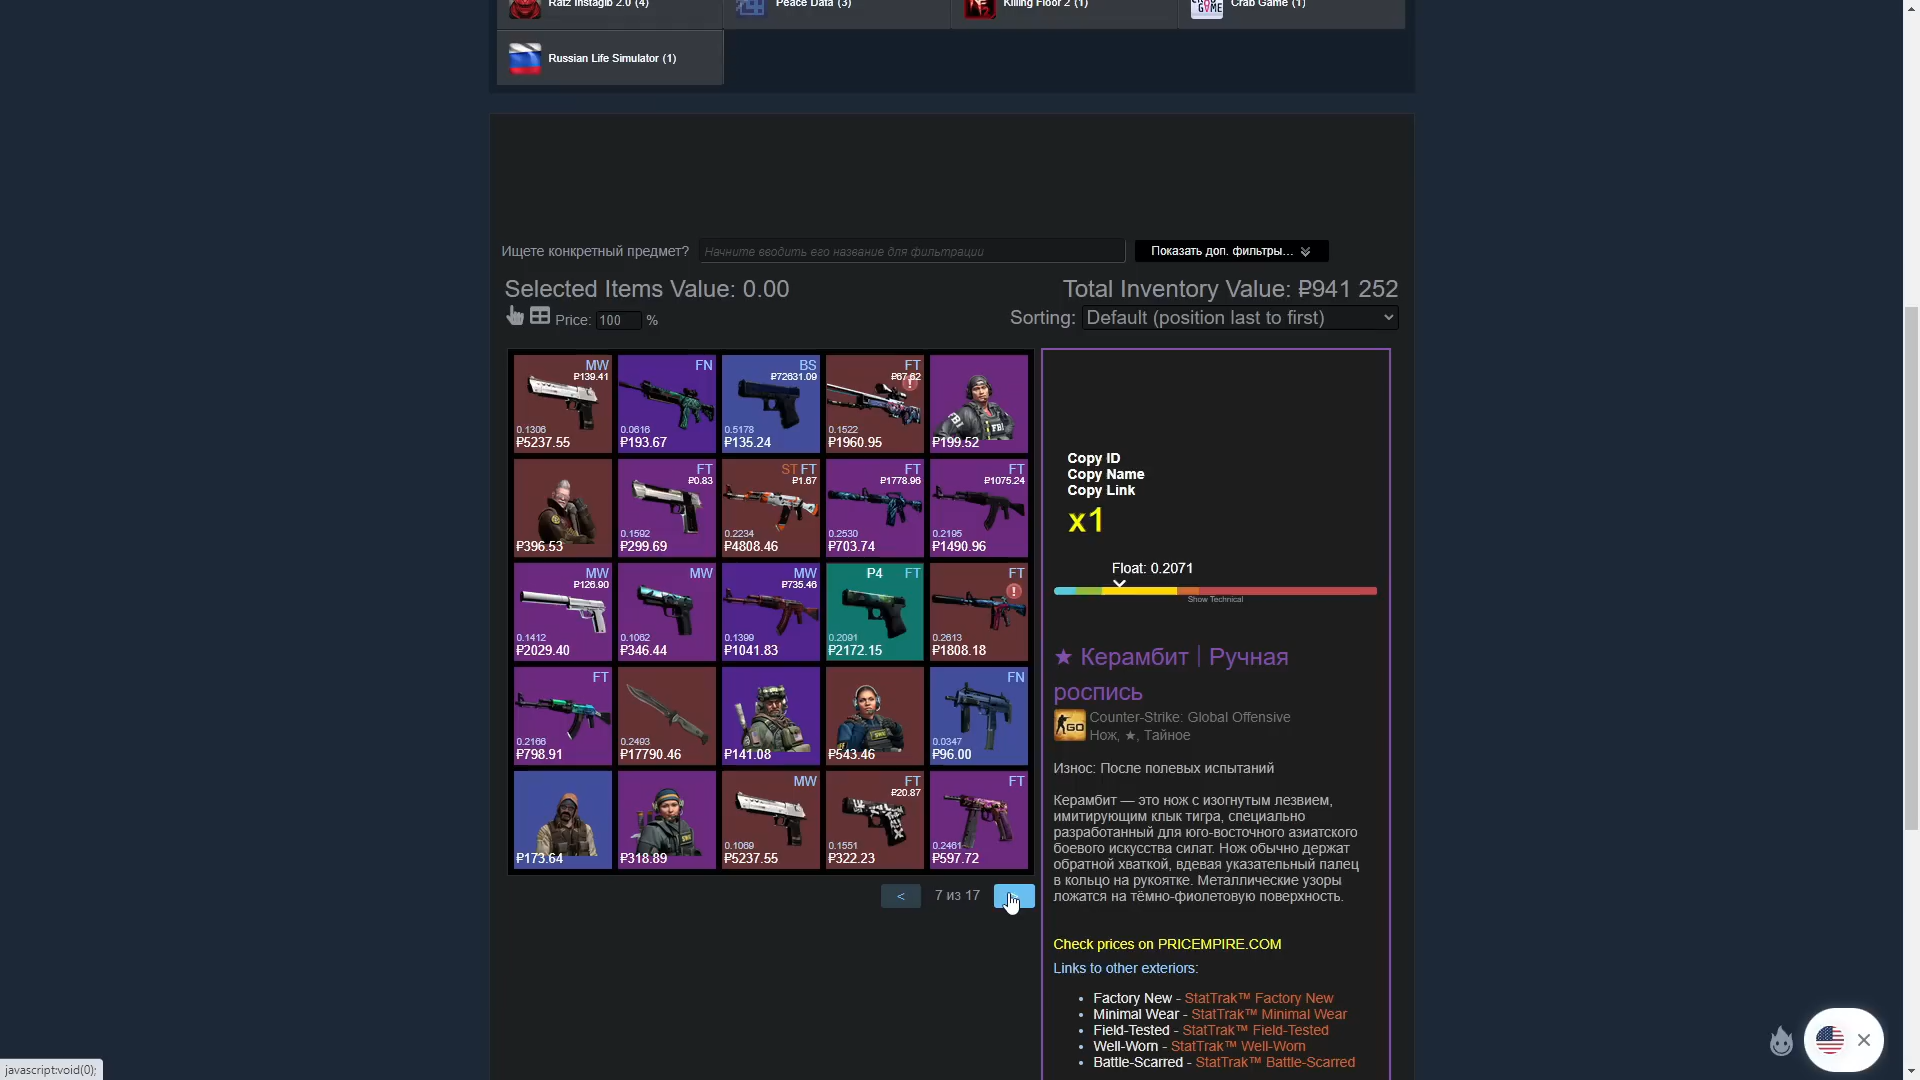 Ratz Instagib 2.0 (4)
Peace Data (3)
Killing Floor 2 (1)
Crab Game (1)
Russian Life Simulator (1)
Ищете конкретный предмет?
Начните вводить его название для фильтрации
Показать доп. фильтры...
Selected Items Value: 0.00
Total Inventory Value: ₽941 252
Price: 100 %
Sorting: Default (position last to first)
MW
₽139.41
0.1306
₽5237.55
FN
0.0616
₽193.67
BS
₽72631.09
0.5178
₽135.24
FT
₽67.62
0.1522
₽1960.95
FBI
FBI
₽199.52
₽396.53
FT
₽0.83
0.1592
₽299.69
ST FT
₽1.67
0.2234
₽4808.46
FT
₽1778.96
0.2530
₽703.74
FT
₽1075.24
0.2195
₽1490.96
MW
₽126.90
0.1412
₽2029.40
MW
0.1062
₽346.44
MW
₽735.46
0.1399
₽1041.83
P4 FT
0.2091
₽2172.15
FT
0.2613
₽1808.18
FT
0.2166
₽798.91
0.2493
₽17790.46
₽141.08
₽543.46
FN
0.0347
₽96.00
₽173.64
₽318.89
MW
0.1069
₽5237.55
FT
₽20.87
0.1551
₽322.23
FT
0.2461
₽597.72
<
7 из 17
Copy ID
Copy Name
Copy Link
x1
Float: 0.2071
Show Technical
★ Керамбит | Ручная
роспись
GO
Counter-Strike: Global Offensive
Нож, ★, Тайное
Износ: После полевых испытаний
Керамбит — это нож с изогнутым лезвием,
имитирующим клык тигра, специально
разработанный для юго-восточного азиатского
боевого искусства силат. Нож обычно держат
обратной хваткой, вдевая указательный палец
в кольцо на рукоятке. Металлические узоры
ложатся на тёмно-фиолетовую поверхность.
Check prices on PRICEMPIRE.COM
Links to other exteriors:
Factory New - StatTrak™ Factory New
Minimal Wear - StatTrak™ Minimal Wear
Field-Tested - StatTrak™ Field-Tested
Well-Worn - StatTrak™ Well-Worn
Battle-Scarred - StatTrak™ Battle-Scarred
javascript:void(0);